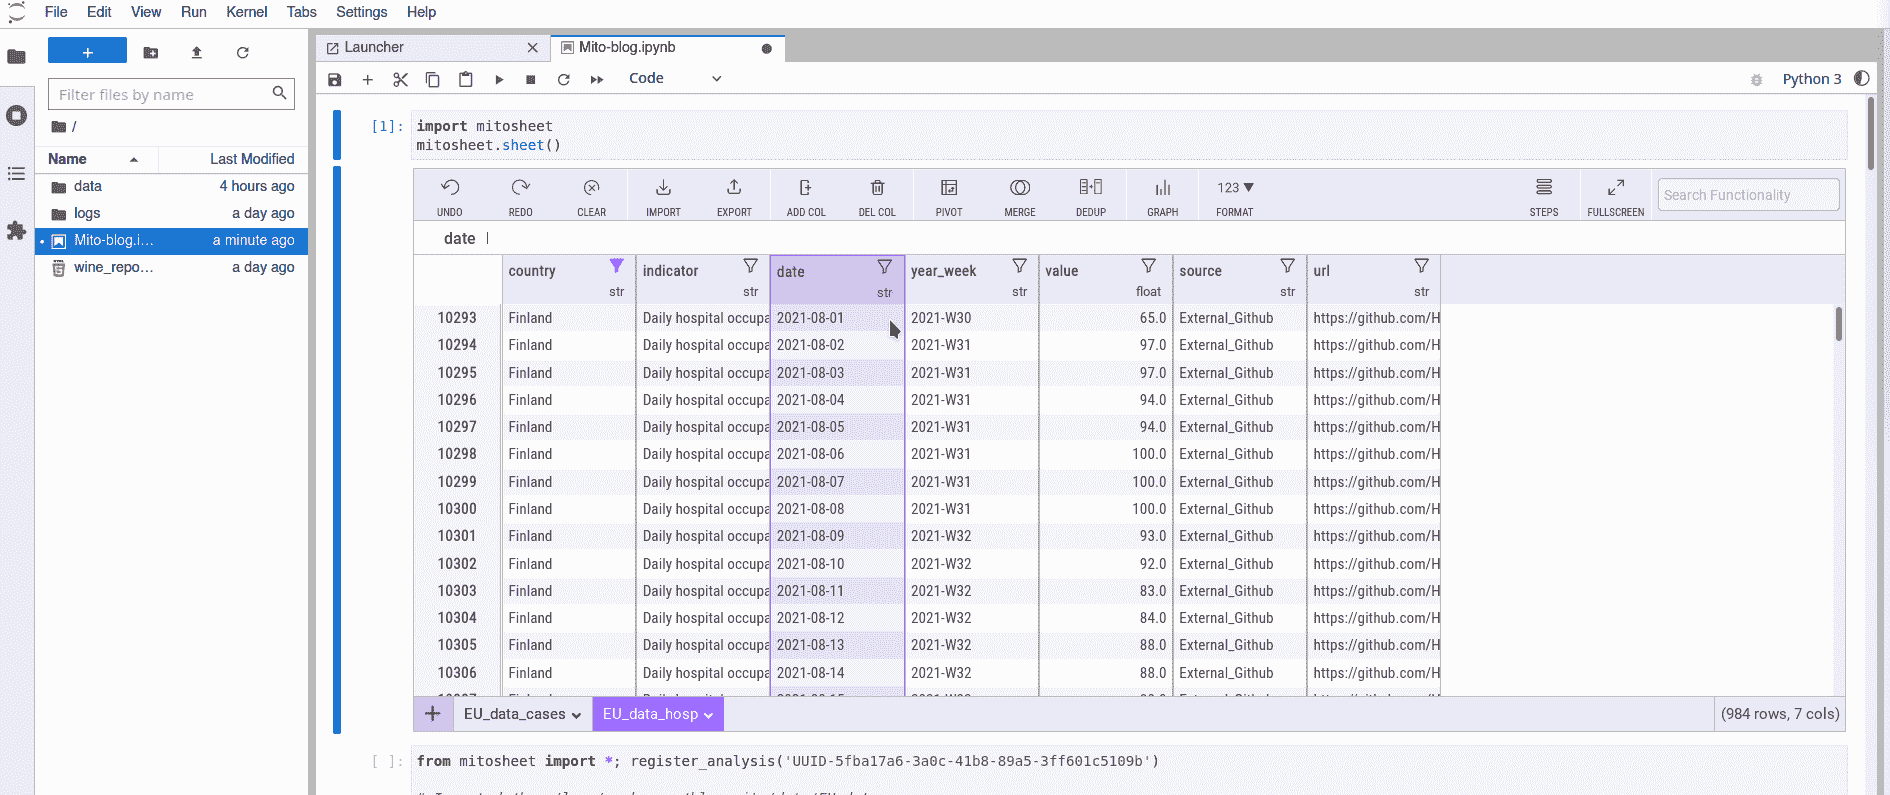 File Edit View Run Kernel Tabs Settings Help
+
Filter files by name
/
Name Last Modified
data 4 hours ago
logs a day ago
Mito-blog.i… a minute ago
wine_repo… a day ago
Launcher Mito-blog.ipynb
Code Python 3
[1]: import mitosheet
mitosheet.sheet()
123
UNDO REDO CLEAR IMPORT EXPORT ADD COL DEL COL PIVOT MERGE DEDUP GRAPH FORMAT STEPS FULLSCREEN Search Functionality
date
country indicator date year_week value source url
str str str str float str str
10293 Finland Daily hospital occupa 2021-08-01 2021-W30 65.0 External_Github https://github.com/H
10294 Finland Daily hospital occupa 2021-08-02 2021-W31 97.0 External_Github https://github.com/H
10295 Finland Daily hospital occupa 2021-08-03 2021-W31 97.0 External_Github https://github.com/H
10296 Finland Daily hospital occupa 2021-08-04 2021-W31 94.0 External_Github https://github.com/H
10297 Finland Daily hospital occupa 2021-08-05 2021-W31 94.0 External_Github https://github.com/H
10298 Finland Daily hospital occupa 2021-08-06 2021-W31 100.0 External_Github https://github.com/H
10299 Finland Daily hospital occupa 2021-08-07 2021-W31 100.0 External_Github https://github.com/H
10300 Finland Daily hospital occupa 2021-08-08 2021-W31 100.0 External_Github https://github.com/H
10301 Finland Daily hospital occupa 2021-08-09 2021-W32 93.0 External_Github https://github.com/H
10302 Finland Daily hospital occupa 2021-08-10 2021-W32 92.0 External_Github https://github.com/H
10303 Finland Daily hospital occupa 2021-08-11 2021-W32 83.0 External_Github https://github.com/H
10304 Finland Daily hospital occupa 2021-08-12 2021-W32 84.0 External_Github https://github.com/H
10305 Finland Daily hospital occupa 2021-08-13 2021-W32 88.0 External_Github https://github.com/H
10306 Finland Daily hospital occupa 2021-08-14 2021-W32 88.0 External_Github https://github.com/H
+ EU_data_cases EU_data_hosp (984 rows, 7 cols)
[ ]: from mitosheet import *; register_analysis('UUID-5fba17a6-3a0c-41b8-89a5-3ff601c5109b')